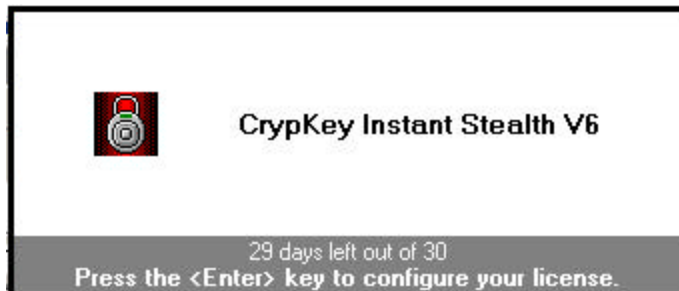 CrypKey Instant Stealth V6
29 days left out of 30
Press the <Enter> key to configure your license.